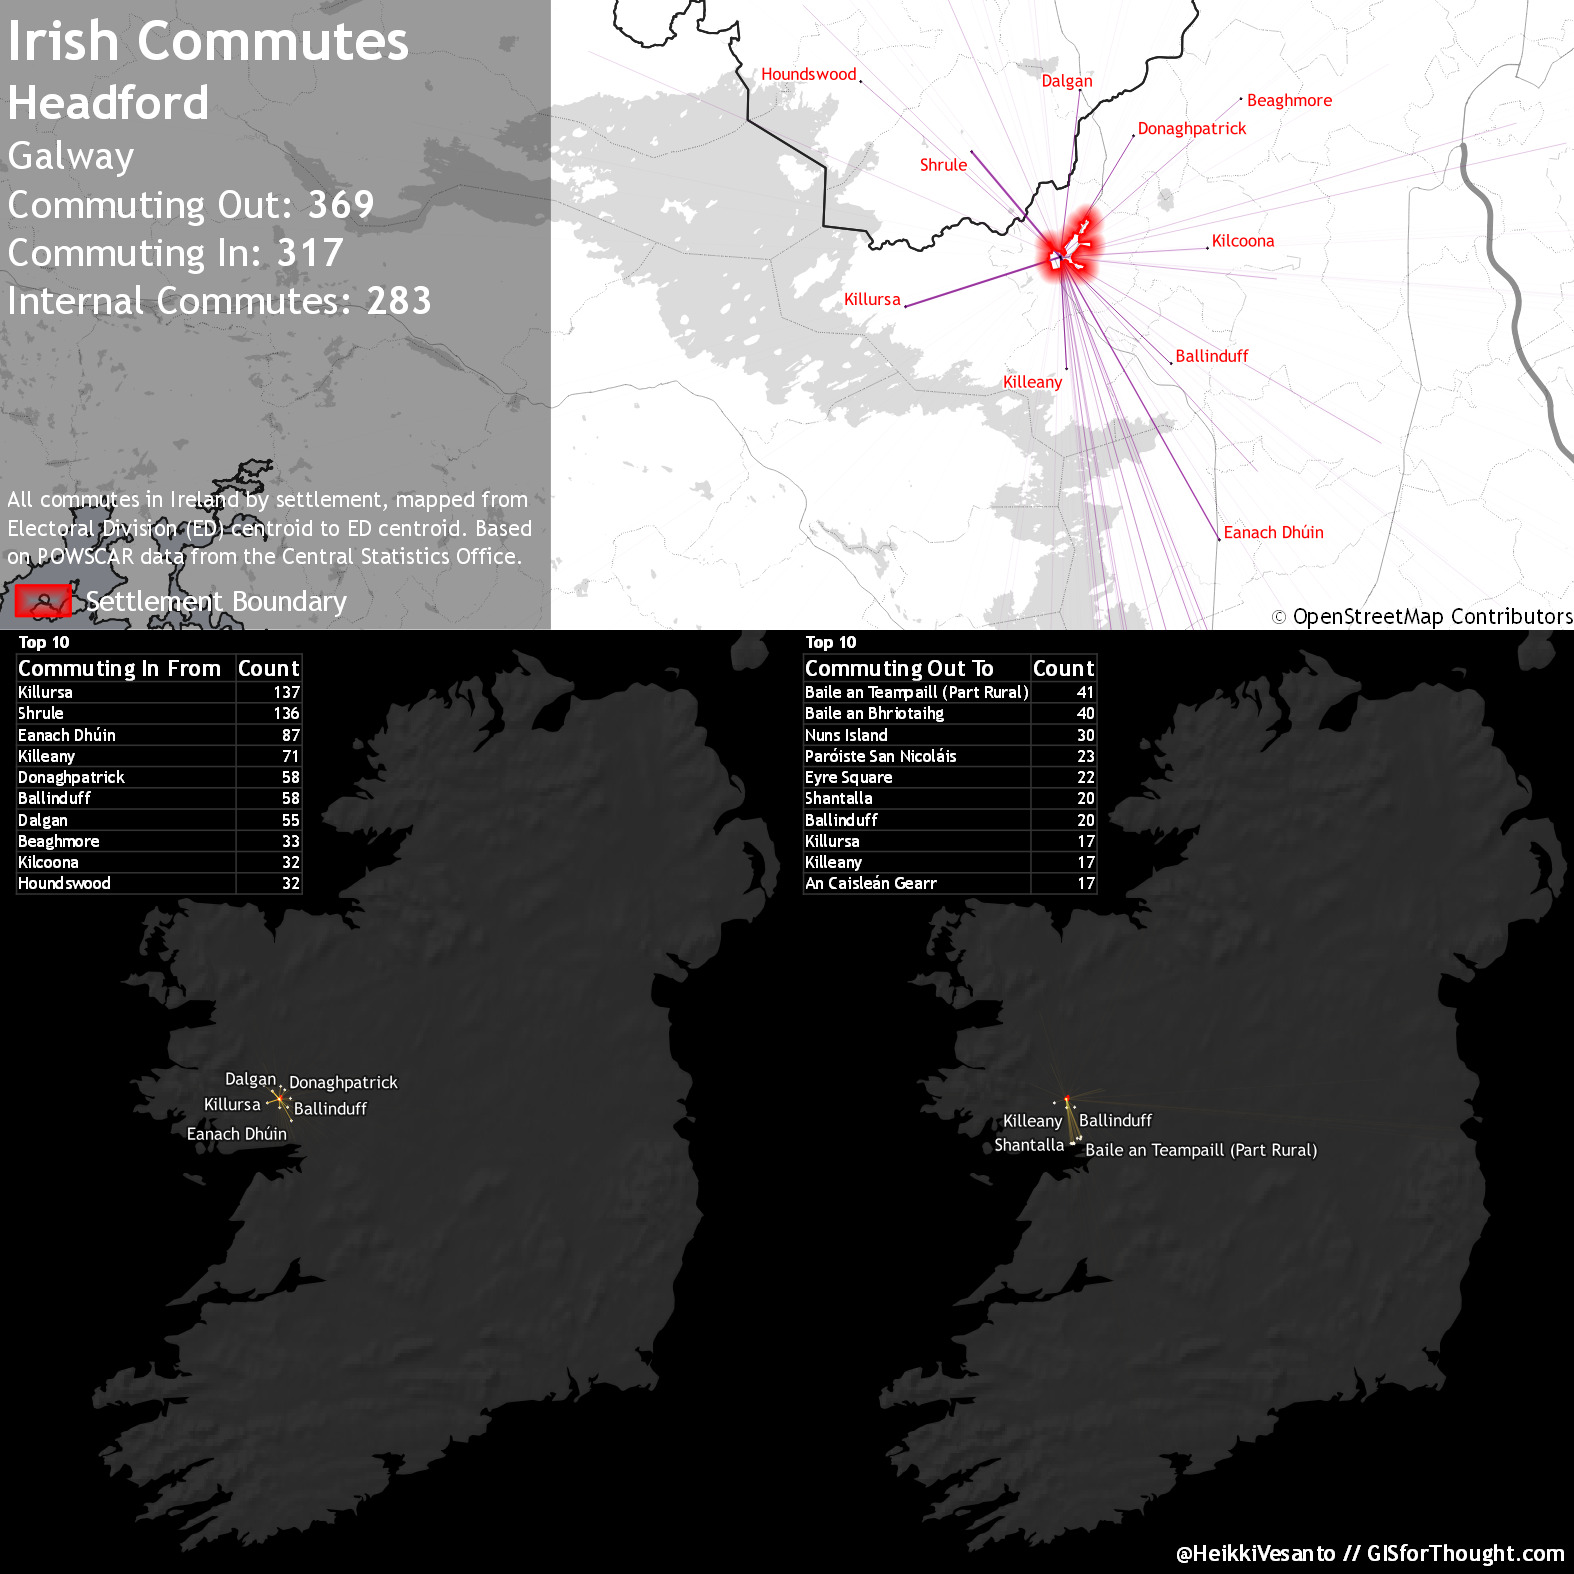 Irish Commutes
Headford
Galway
Commuting Out: 369
Commuting In: 317
Internal Commutes: 283
All commutes in Ireland by settlement, mapped from
Electoral Division (ED) centroid to ED centroid. Based
on POWSCAR data from the Central Statistics Office.
Settlement Boundary
Houndswood
Dalgan
Beaghmore
Donaghpatrick
Shrule
Kilcoona
Killursa
Ballinduff
Killeany
Eanach Dhúin
© OpenStreetMap Contributors
Top 10
Commuting In From Count
Killursa 137
Shrule 136
Eanach Dhúin 87
Killeany 71
Donaghpatrick 58
Ballinduff 58
Dalgan 55
Beaghmore 33
Kilcoona 32
Houndswood 32
Dalgan
Donaghpatrick
Killursa
Ballinduff
Eanach Dhúin
Top 10
Commuting Out To Count
Baile an Teampaill (Part Rural) 41
Baile an Bhriotaihg 40
Nuns Island 30
Paróiste San Nicoláis 23
Eyre Square 22
Shantalla 20
Ballinduff 20
Killursa 17
Killeany 17
An Caisleán Gearr 17
Killeany
Ballinduff
Shantalla
Baile an Teampaill (Part Rural)
@HeikkiVesanto // GISforThought.com